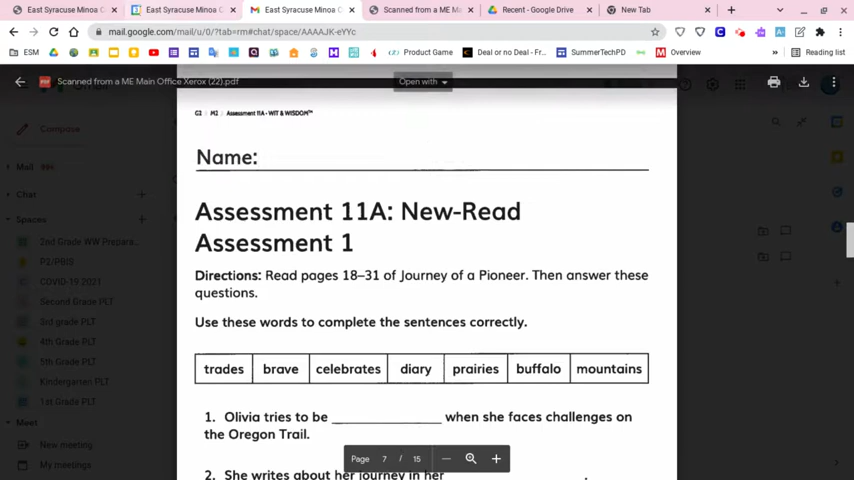 East Syracuse Minoa C
East Syracuse Minoa C
East Syracuse Minoa C
Scanned from a ME Ma
Recent - Google Drive
New Tab
mail.google.com/mail/u/0/?tab=rm#chat/space/AAAAJK-eYYc
ESM
Product Game
Deal or no Deal - Fr...
SummerTechPD
Overview
Reading list
PDF
Scanned from a ME Main Office Xerox (22).pdf
Open with
Compose
Mail
Chat
Spaces
2nd Grade WW Prepara...
P2/PBIS
COVID-19 2021
Second Grade PLT
3rd grade PLT
4th Grade PLT
5th Grade PLT
Kindergarten PLT
1st Grade PLT
Meet
New meeting
My meetings
G2 / M2 / Assessment 11A • WIT & WISDOM™
Name:
Assessment 11A: New-Read
Assessment 1
Directions: Read pages 18–31 of Journey of a Pioneer. Then answer these
questions.
Use these words to complete the sentences correctly.
trades brave celebrates diary prairies buffalo mountains
1. Olivia tries to be ____________ when she faces challenges on
the Oregon Trail.
2. She writes about her journey in her ____________.
Page 7 / 15